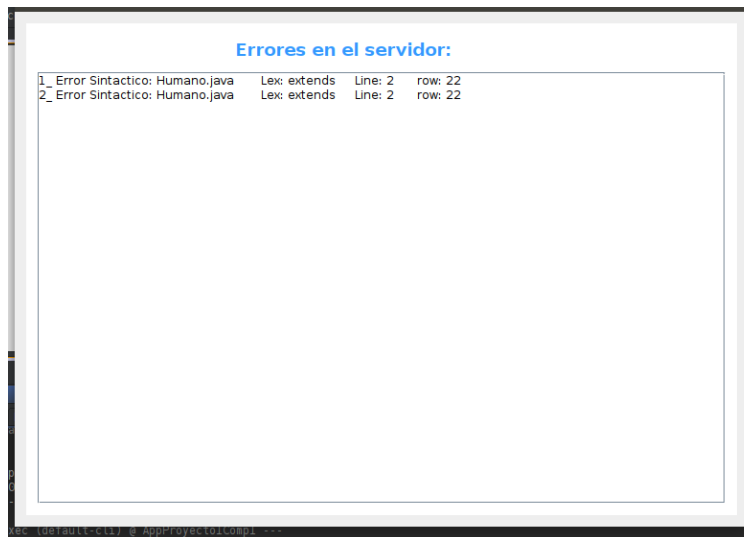 Errores en el servidor:
1_ Error Sintactico: Humano.java Lex: extends Line: 2 row: 22
2_ Error Sintactico: Humano.java Lex: extends Line: 2 row: 22
xec (default-cli) @ AppProyecto1Comp1 ---